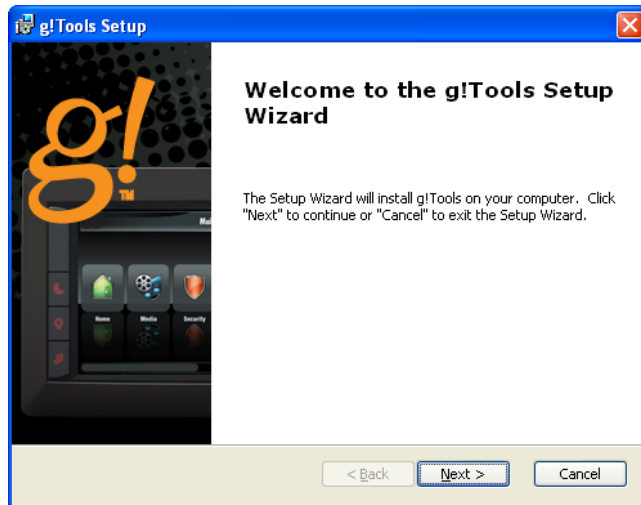 g!Tools Setup
g!
TM
Welcome to the g!Tools Setup
Wizard
The Setup Wizard will install g!Tools on your computer.  Click
"Next" to continue or "Cancel" to exit the Setup Wizard.
Mai
Home Media Security
< Back Next > Cancel